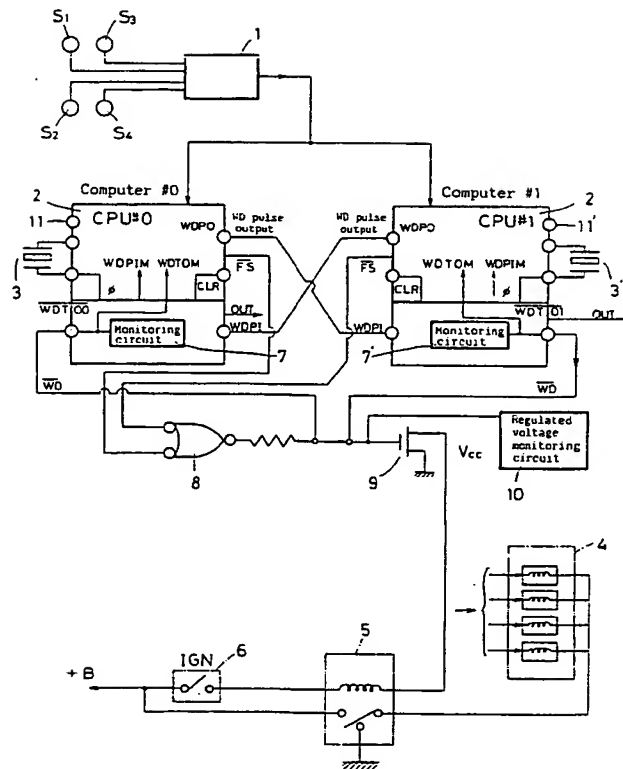 S1 S3 1
S2 S4
Computer #0 Computer #1
2 2
11 CPU#0 WDPO WD pulse output WD pulse output WDPO CPU#1 11'
3 WDPIM WDTOM FS FS WDTOM WDPIM 3'
φ CLR CLR φ
WDTO0 OUT WDTO1 OUT
Monitoring circuit WDPI WDPI Monitoring circuit
7 7'
WD WD
8 9 Vcc Regulated voltage monitoring circuit
10
4
5
IGN 6
+B